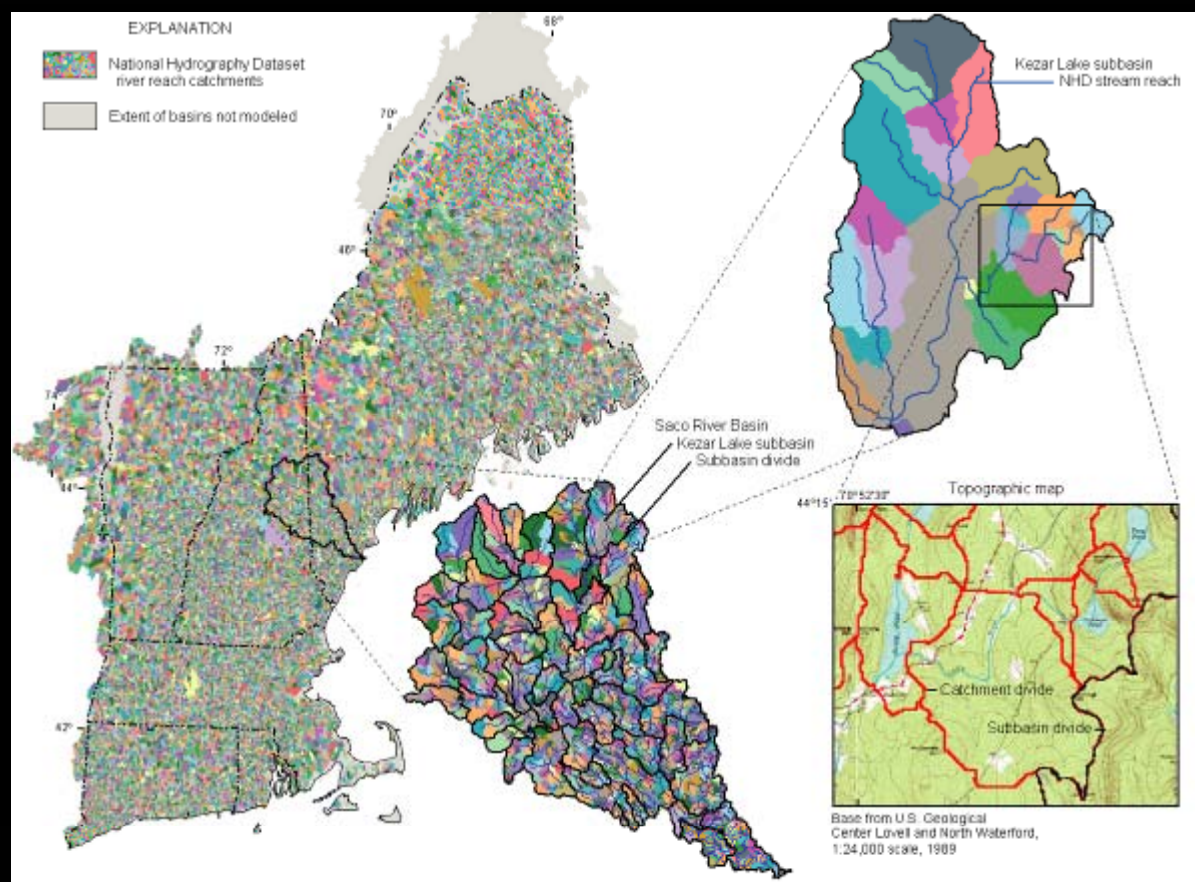 EXPLANATION
National Hydrography Dataset
river reach catchments
Extent of basins not modeled
68°
70°
46°
72°
74°
44°
42°
Kezar Lake subbasin
NHD stream reach
Saco River Basin
Kezar Lake subbasin
Subbasin divide
Topographic map
44°15'
70°52'30"
Catchment divide
Subbasin divide
Base from U.S. Geological
Center Lovell and North Waterford,
1:24,000 scale, 1989